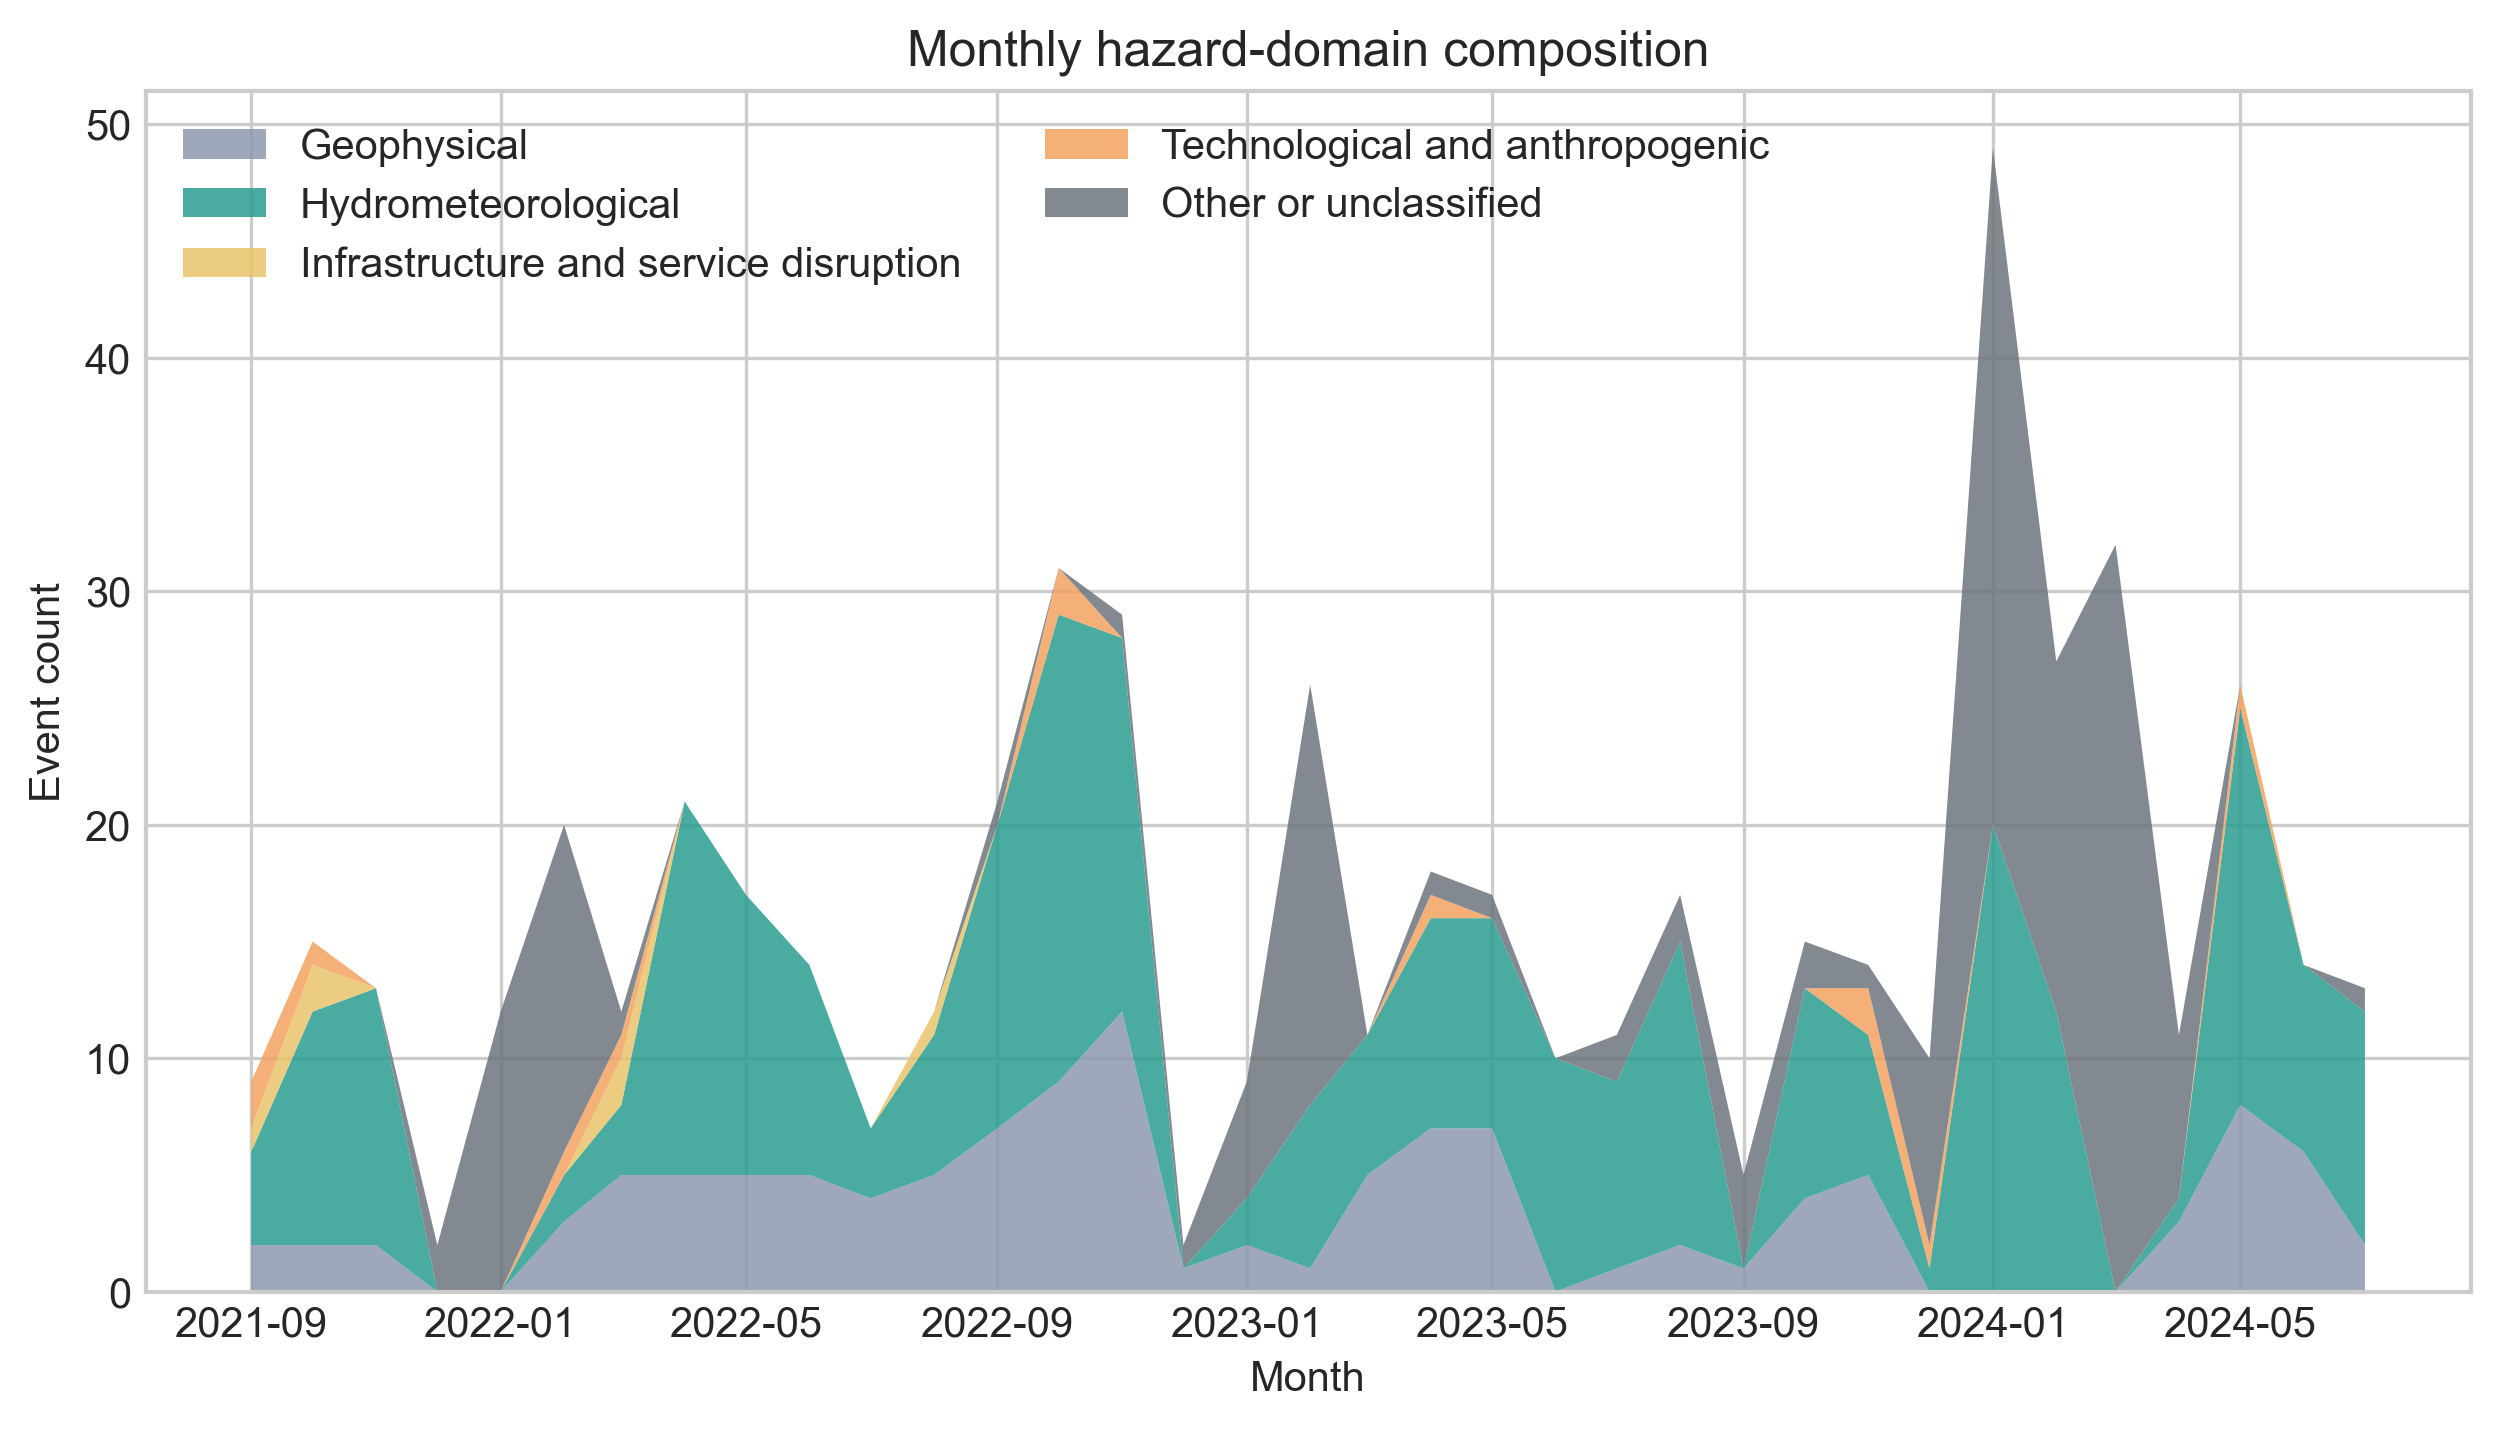 Monthly hazard-domain composition
Geophysical
Hydrometeorological
Infrastructure and service disruption
Technological and anthropogenic
Other or unclassified
Event count
50
40
30
20
10
0
2021-09 2022-01 2022-05 2022-09 2023-01 2023-05 2023-09 2024-01 2024-05
Month